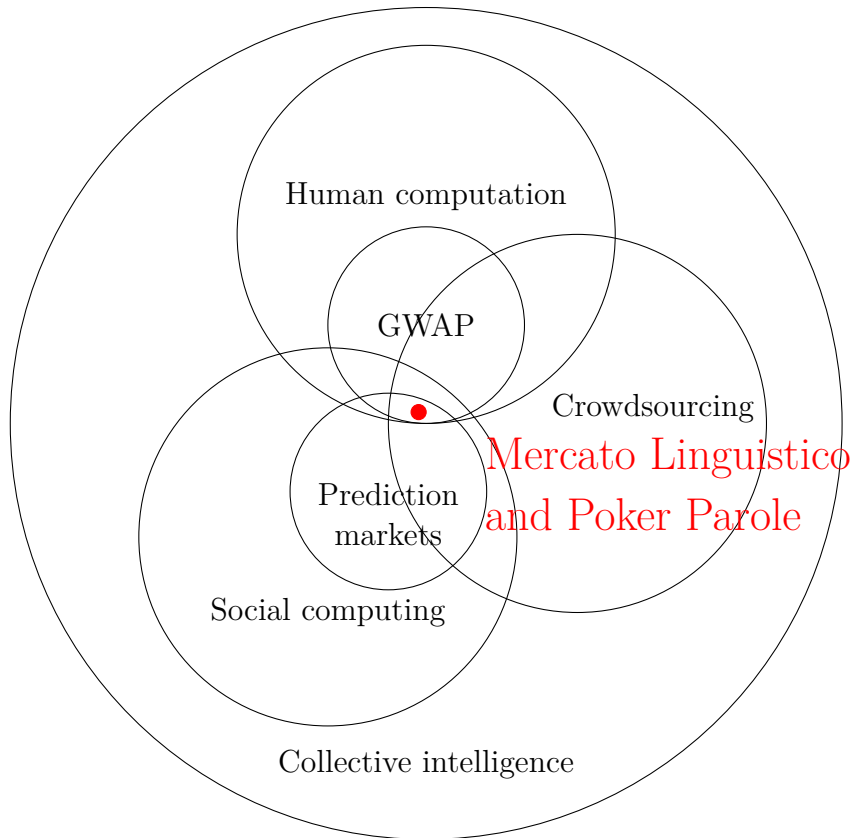 Human computation
GWAP
Crowdsourcing
Mercato Linguistico
and Poker Parole
Prediction
markets
Social computing
Collective intelligence